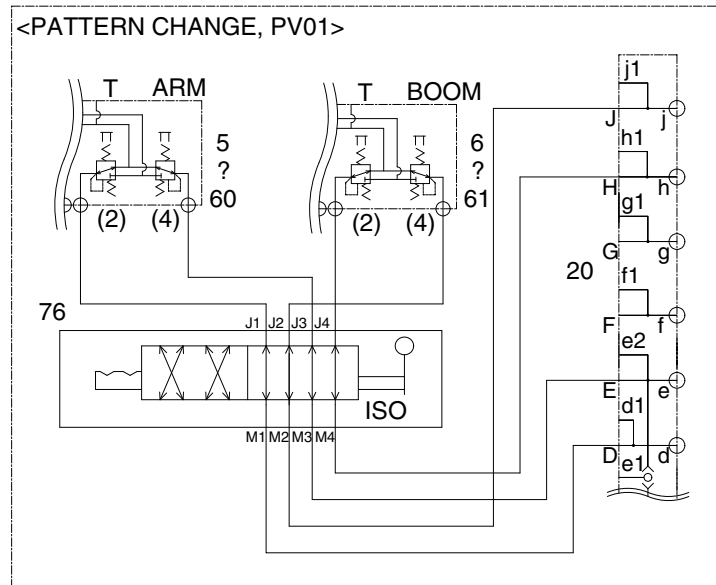 <PATTERN CHANGE, PV01>
T ARM
5
?
60
(2) (4)
T BOOM
6
?
61
(2) (4)
76
J1 J2 J3 J4
ISO
M1 M2 M3 M4
20
j1
J j
h1
H h
g1
G g
f1
F f
e2
E e
d1
D d
e1